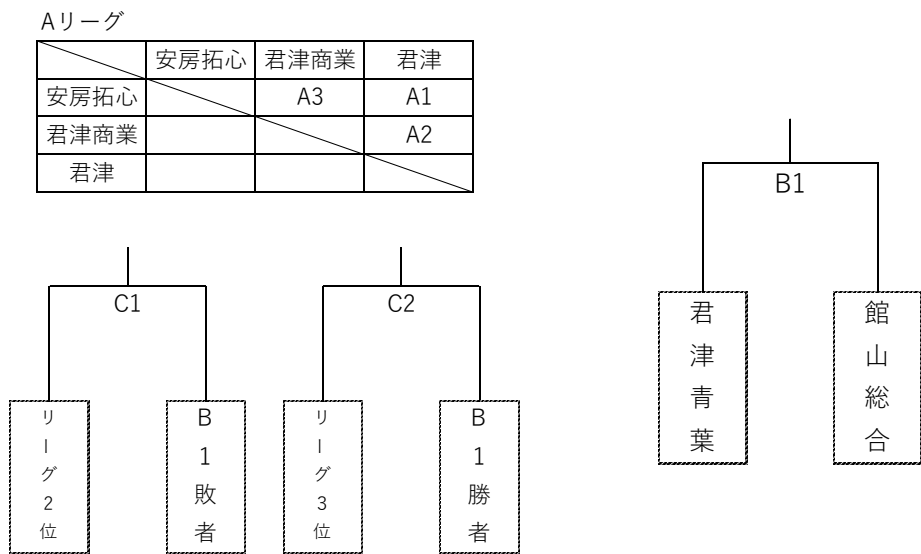 Aリーグ
安房拓心 君津商業 君津
安房拓心 A3 A1
君津商業 A2
君津
B1
君津青葉
館山総合
C1
C2
リーグ2位
B1敗者
リーグ3位
B1勝者